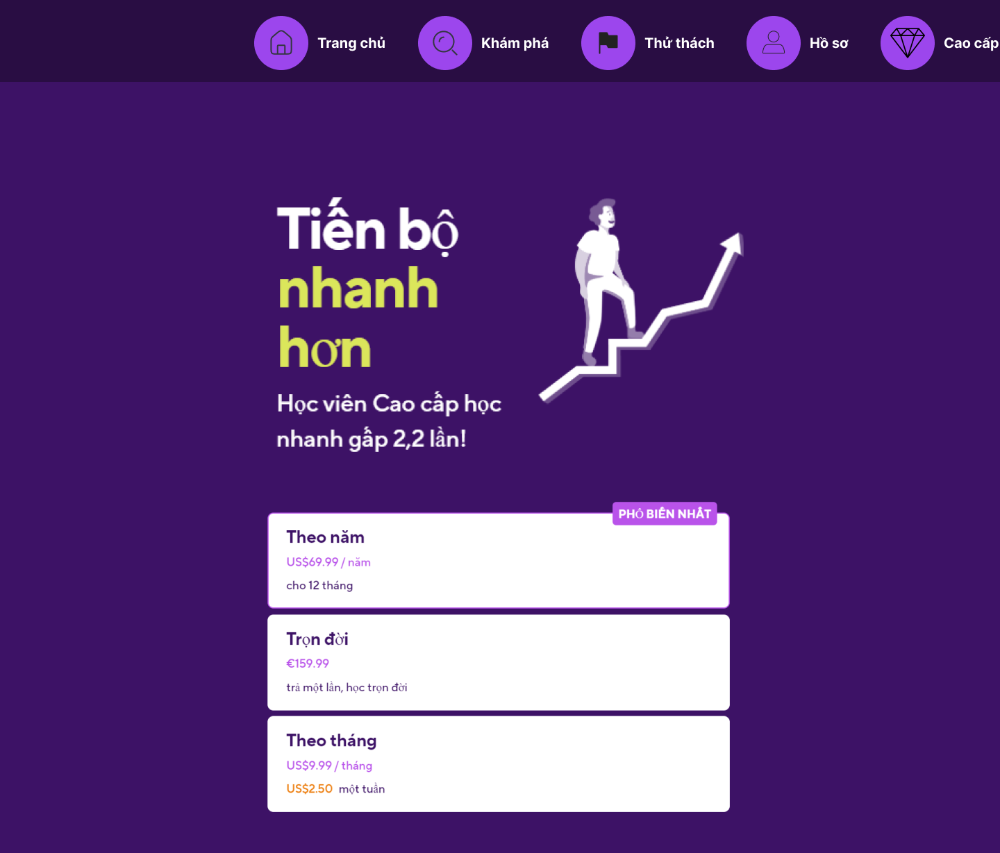 Trang chủ
Khám phá
Thử thách
Hồ sơ
Cao cấp
Tiến bộ
nhanh
hơn
Học viên Cao cấp học
nhanh gấp 2,2 lần!
PHỔ BIẾN NHẤT
Theo năm
US$69.99 / năm
cho 12 tháng
Trọn đời
€159.99
trả một lần, học trọn đời
Theo tháng
US$9.99 / tháng
US$2.50 một tuần